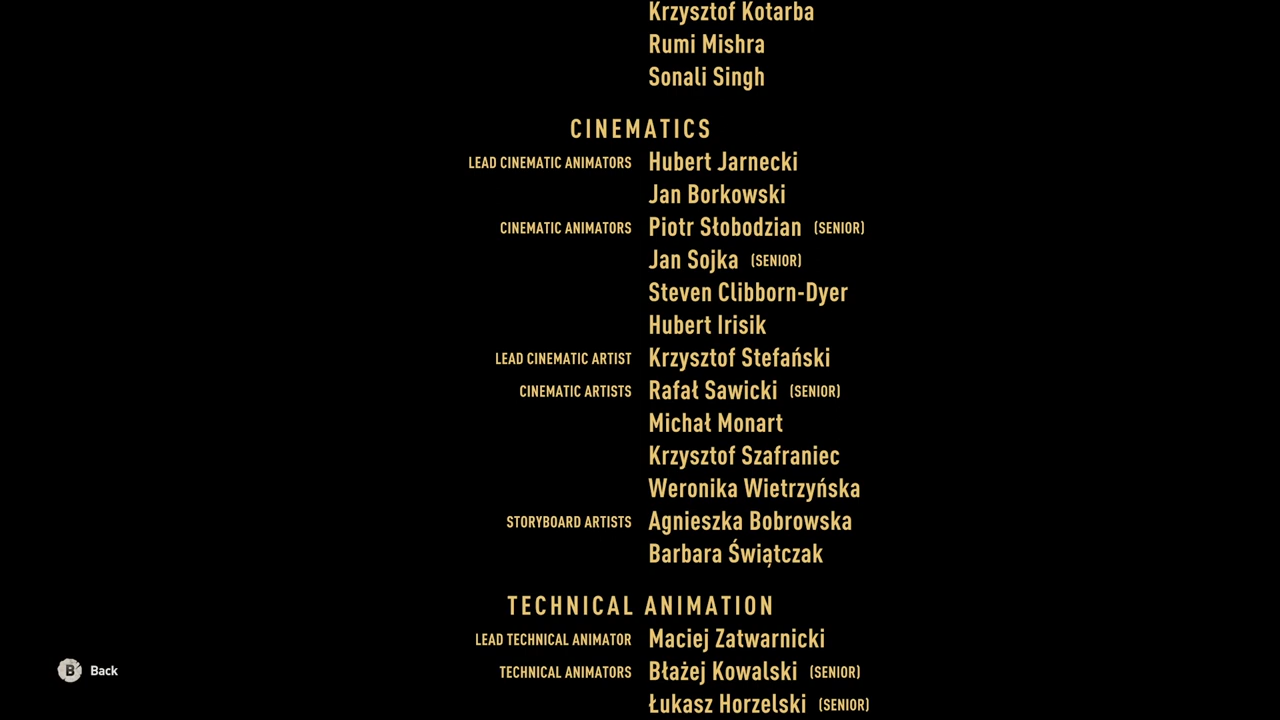 Krzysztof Kotarba
Rumi Mishra
Sonali Singh
CINEMATICS
LEAD CINEMATIC ANIMATORS Hubert Jarnecki
Jan Borkowski
CINEMATIC ANIMATORS Piotr Słobodzian (SENIOR)
Jan Sojka (SENIOR)
Steven Clibborn-Dyer
Hubert Irisik
LEAD CINEMATIC ARTIST Krzysztof Stefański
CINEMATIC ARTISTS Rafał Sawicki (SENIOR)
Michał Monart
Krzysztof Szafraniec
Weronika Wietrzyńska
STORYBOARD ARTISTS Agnieszka Bobrowska
Barbara Świątczak
TECHNICAL ANIMATION
LEAD TECHNICAL ANIMATOR Maciej Zatwarnicki
TECHNICAL ANIMATORS Błażej Kowalski (SENIOR)
B Back
Łukasz Horzelski (SENIOR)